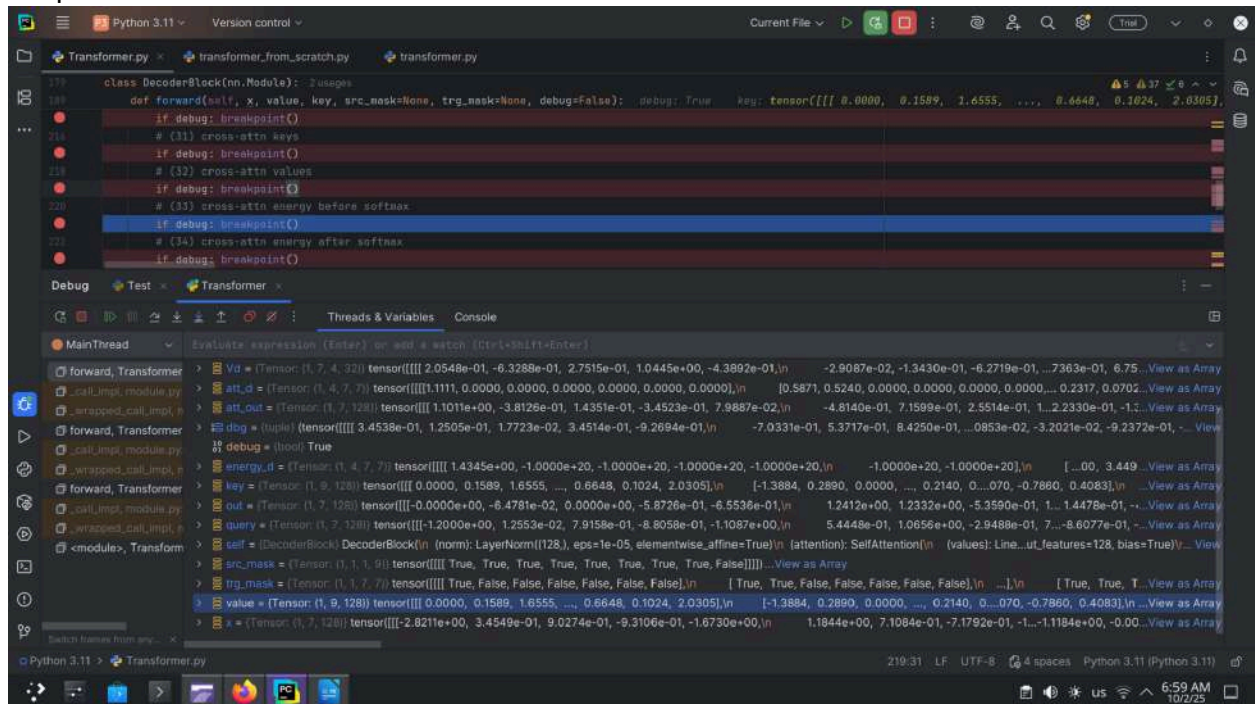 Python 3.11
Version control
Current File
Trial
Transformer.py
transformer_from_scratch.py
transformer.py
179 class DecoderBlock(nn.Module): 2 usages
5 37 6
189 def forward(self, x, value, key, src_mask=None, trg_mask=None, debug=False): debug: True key: tensor([[[ 0.0000, 0.1589, 1.6555, ..., 0.6648, 0.1024, 2.0305],
if debug: breakpoint()
216 # (31) cross-attn keys
if debug: breakpoint()
218 # (32) cross-attn values
if debug: breakpoint()
220 # (33) cross-attn energy before softmax
if debug: breakpoint()
222 # (34) cross-attn energy after softmax
if debug: breakpoint()
Debug Test Transformer
Threads & Variables Console
MainThread
Evaluate expression (Enter) or add a watch (Ctrl+Shift+Enter)
forward, Transformer
_call_impl, module.py
_wrapped_call_impl, m
forward, Transformer
_call_impl, module.py
_wrapped_call_impl, m
forward, Transformer
_call_impl, module.py
_wrapped_call_impl, m
<module>, Transform
Vd = {Tensor: (1, 7, 4, 32)} tensor([[[[ 2.0548e-01, -6.3288e-01, 2.7515e-01, 1.0445e+00, -4.3892e-01,\n -2.9087e-02, -1.3430e-01, -6.2719e-01, ...7363e-01, 6.75...View as Array
att_d = {Tensor: (1, 4, 7, 7)} tensor([[[[1.1111, 0.0000, 0.0000, 0.0000, 0.0000, 0.0000, 0.0000],\n [0.5871, 0.5240, 0.0000, 0.0000, 0.0000, 0.0000,... 0.2317, 0.0702...View as Array
att_out = {Tensor: (1, 7, 128)} tensor([[[ 1.1011e+00, -3.8126e-01, 1.4351e-01, -3.4523e-01, 7.9887e-02,\n -4.8140e-01, 7.1599e-01, 2.5514e-01, 1...2.2330e-01, -1.3...View as Array
dbg = {tuple} (tensor([[[[ 3.4538e-01, 1.2505e-01, 1.7723e-02, 3.4514e-01, -9.2694e-01,\n -7.0331e-01, 5.3717e-01, 8.4250e-01, ...0853e-02, -3.2021e-02, -9.2372e-01, -... View
debug = {bool} True
energy_d = {Tensor: (1, 4, 7, 7)} tensor([[[[ 1.4345e+00, -1.0000e+20, -1.0000e+20, -1.0000e+20, -1.0000e+20,\n -1.0000e+20, -1.0000e+20],\n [ ...00, 3.449...View as Array
key = {Tensor: (1, 9, 128)} tensor([[[ 0.0000, 0.1589, 1.6555, ..., 0.6648, 0.1024, 2.0305],\n [-1.3884, 0.2890, 0.0000, ..., 0.2140, 0....070, -0.7860, 0.4083],\n ...View as Array
out = {Tensor: (1, 7, 128)} tensor([[[-0.0000e+00, -6.4781e-02, 0.0000e+00, -5.8726e-01, -6.5536e-01,\n 1.2412e+00, 1.2332e+00, -5.3590e-01, 1... 1.4478e-01, -...View as Array
query = {Tensor: (1, 7, 128)} tensor([[[-1.2000e+00, 1.2553e-02, 7.9158e-01, -8.8058e-01, -1.1087e+00,\n 5.4448e-01, 1.0656e+00, -2.9488e-01, 7...-8.6077e-01, -...View as Array
self = {DecoderBlock} DecoderBlock(\n (norm): LayerNorm((128,), eps=1e-05, elementwise_affine=True)\n (attention): SelfAttention(\n (values): Line...ut_features=128, bias=True)\... View
src_mask = {Tensor: (1, 1, 1, 9)} tensor([[[[ True, True, True, True, True, True, True, True, False]]]])...View as Array
trg_mask = {Tensor: (1, 1, 7, 7)} tensor([[[[ True, False, False, False, False, False, False],\n [ True, True, False, False, False, False, False],\n ...],\n [ True, True, T...View as Array
value = {Tensor: (1, 9, 128)} tensor([[[ 0.0000, 0.1589, 1.6555, ..., 0.6648, 0.1024, 2.0305],\n [-1.3884, 0.2890, 0.0000, ..., 0.2140, 0....070, -0.7860, 0.4083],\n ...View as Array
x = {Tensor: (1, 7, 128)} tensor([[[-2.8211e+00, 3.4549e-01, 9.0274e-01, -9.3106e-01, -1.6730e+00,\n 1.1844e+00, 7.1084e-01, -7.1792e-01, -1...-1.1184e+00, -0.00...View as Array
Switch frames from any...
Python 3.11 > Transformer.py
219:31 LF UTF-8 4 spaces Python 3.11 (Python 3.11)
us 6:59 AM
10/2/25